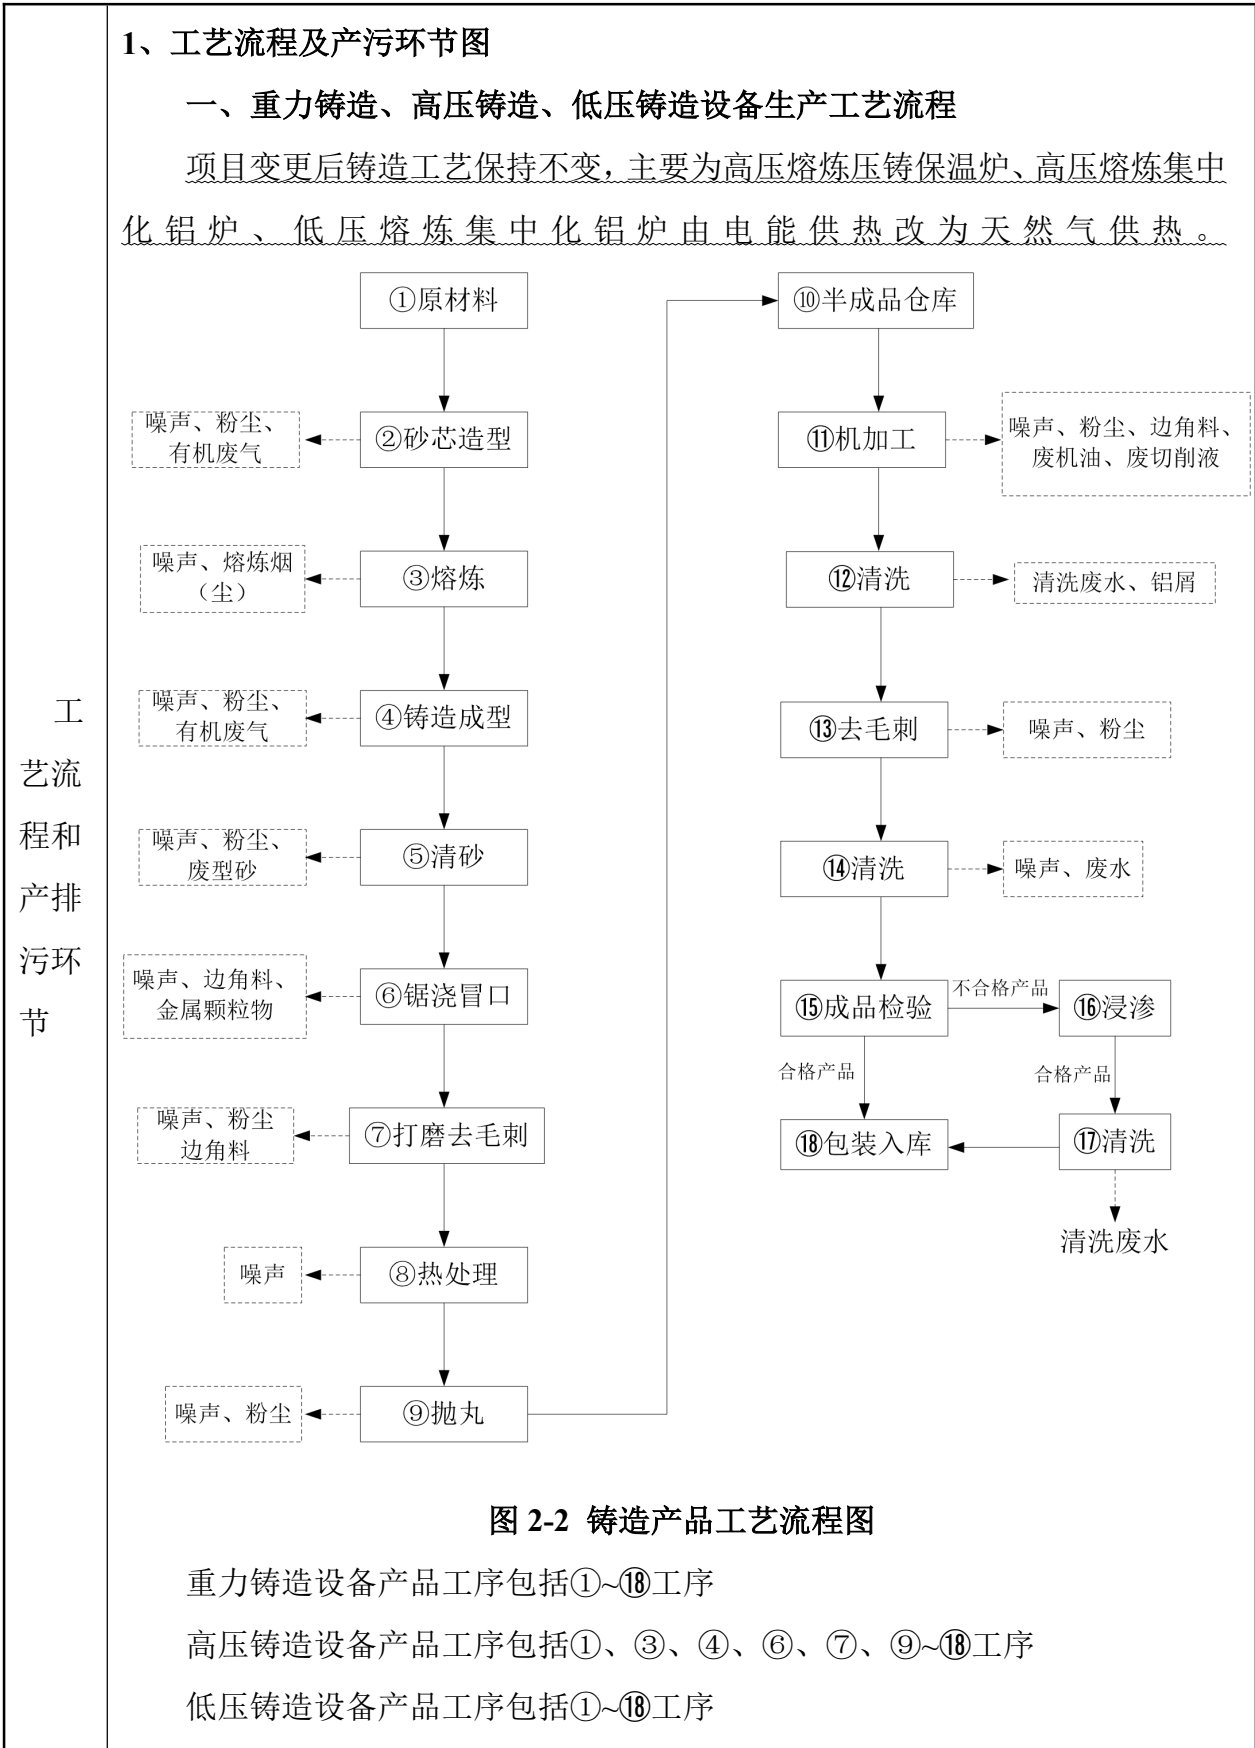 1、工艺流程及产污环节图
一、重力铸造、高压铸造、低压铸造设备生产工艺流程
项目变更后铸造工艺保持不变，主要为高压熔炼压铸保温炉、高压熔炼集中
化铝炉、低压熔炼集中化铝炉由电能供热改为天然气供热。
①原材料
噪声、粉尘、
有机废气
②砂芯造型
噪声、熔炼烟
（尘）
③熔炼
噪声、粉尘、
有机废气
④铸造成型
噪声、粉尘、
废型砂
⑤清砂
噪声、边角料、
金属颗粒物
⑥锯浇冒口
噪声、粉尘
边角料
⑦打磨去毛刺
噪声
⑧热处理
噪声、粉尘
⑨抛丸
⑩半成品仓库
⑪机加工
噪声、粉尘、边角料、
废机油、废切削液
⑫清洗
清洗废水、铝屑
⑬去毛刺
噪声、粉尘
⑭清洗
噪声、废水
⑮成品检验
不合格产品
⑯浸渗
合格产品
合格产品
⑱包装入库
⑰清洗
清洗废水
工
艺流
程和
产排
污环
节
图 2-2 铸造产品工艺流程图
重力铸造设备产品工序包括①~⑱工序
高压铸造设备产品工序包括①、③、④、⑥、⑦、⑨~⑱工序
低压铸造设备产品工序包括①~⑱工序